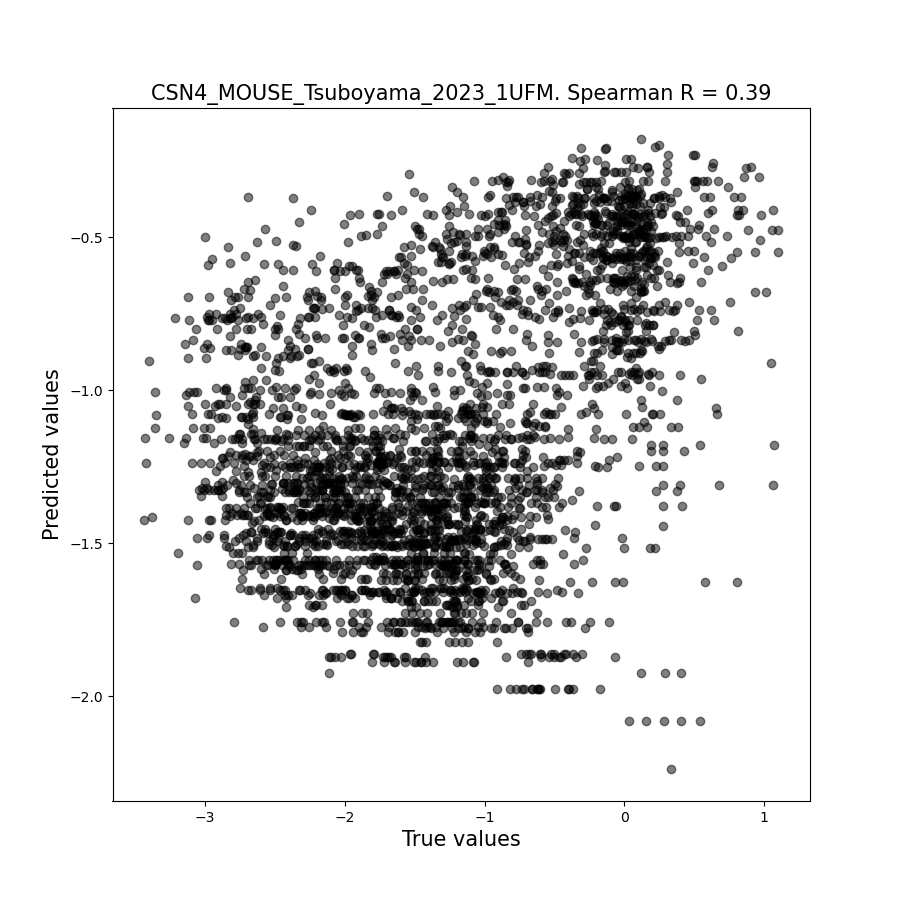 CSN4_MOUSE_Tsuboyama_2023_1UFM. Spearman R = 0.39
Predicted values
−0.5
−1.0
−1.5
−2.0
−3 −2 −1 0 1
True values